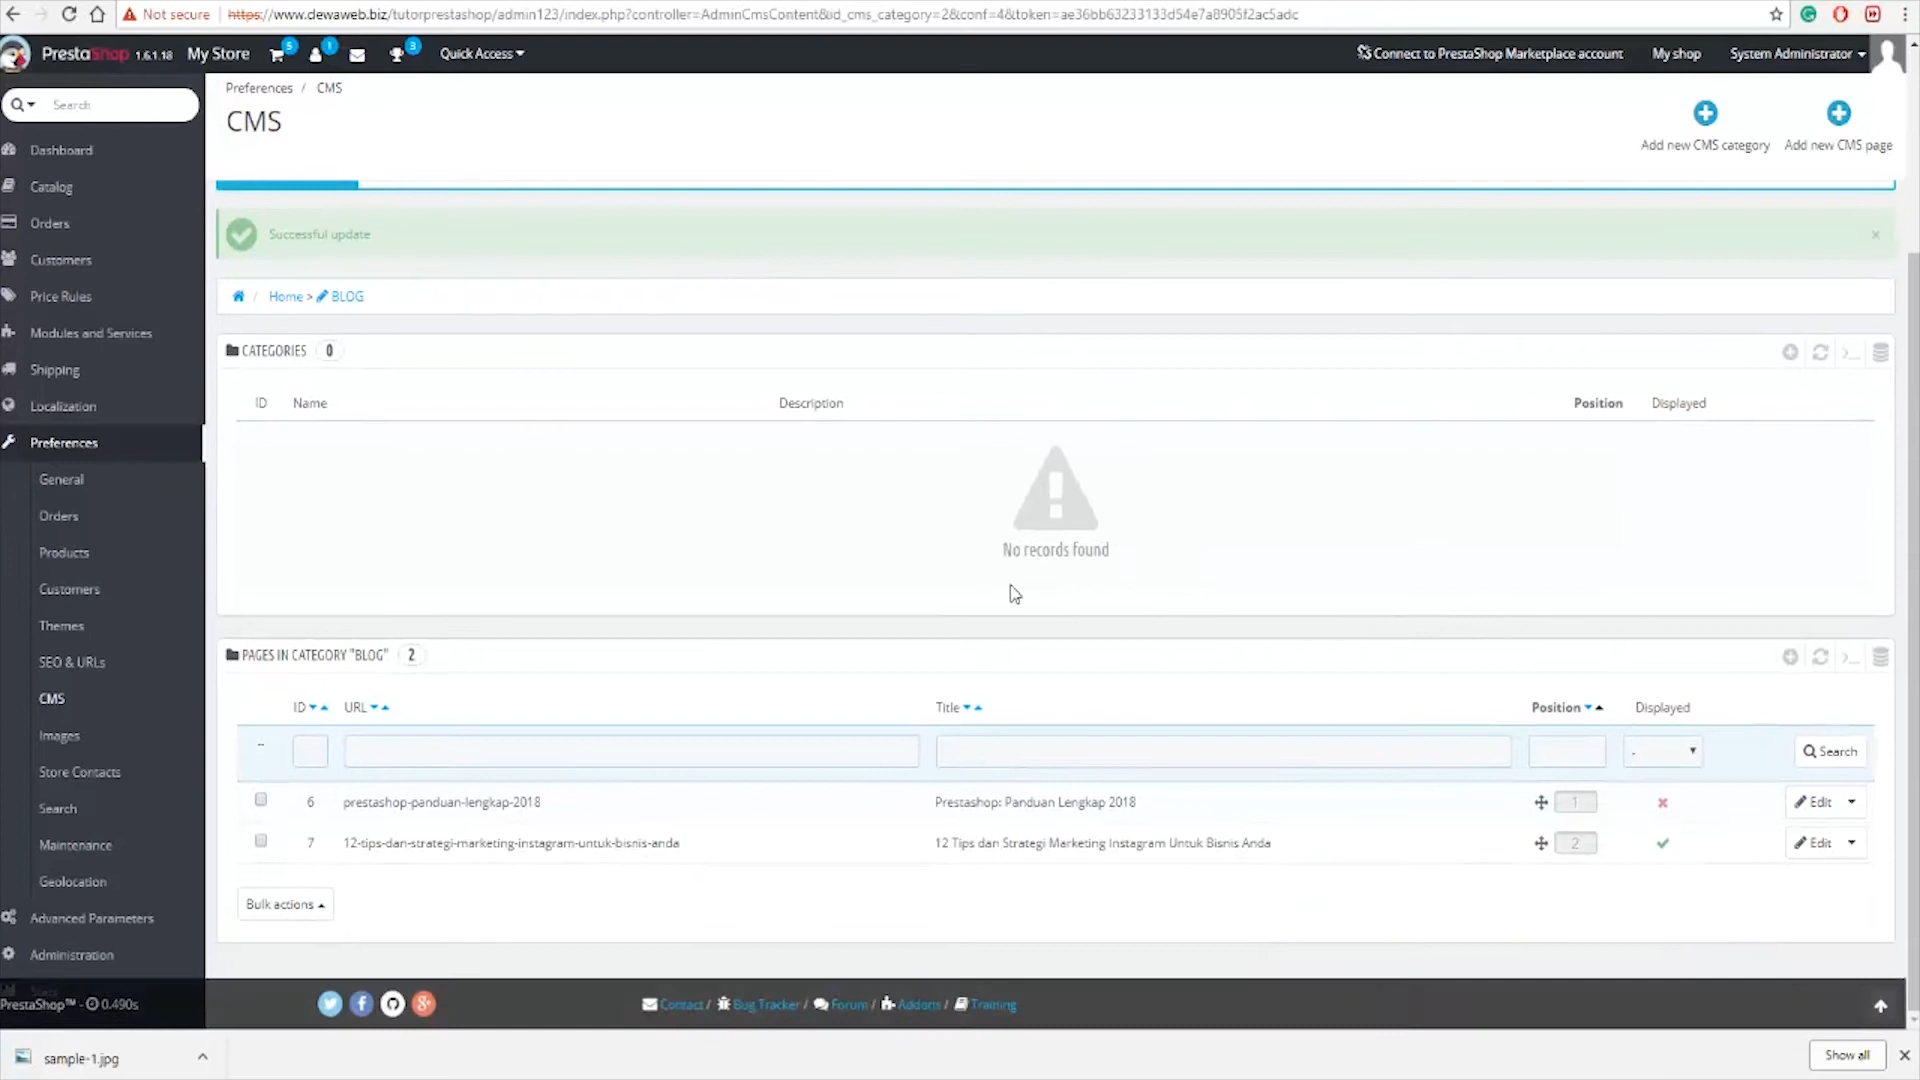 Not secure https://www.dewaweb.biz/tutorprestashop/admin123/index.php?controller=AdminCmsContent&id_cms_category=2&conf=4&token=ae36bb63233133d54e7a8905f2ac5adc
PrestaShop 1.6.1.18 My Store 5 1 3 Quick Access Connect to PrestaShop Marketplace account My shop System Administrator
Search
Preferences / CMS
CMS
Add new CMS category Add new CMS page
Dashboard
Catalog
Orders
Customers
Price Rules
Modules and Services
Shipping
Localization
Preferences
General
Orders
Products
Customers
Themes
SEO & URLs
CMS
Images
Store Contacts
Search
Maintenance
Geolocation
Advanced Parameters
Administration
Stats
PrestaShop™ - 0.490s
Successful update ×
/ Home > BLOG
CATEGORIES 0
ID Name Description Position Displayed
No records found
PAGES IN CATEGORY "BLOG" 2
ID URL Title Position Displayed
-- - Search
6 prestashop-panduan-lengkap-2018 Prestashop: Panduan Lengkap 2018 1 Edit
7 12-tips-dan-strategi-marketing-instagram-untuk-bisnis-anda 12 Tips dan Strategi Marketing Instagram Untuk Bisnis Anda 2 Edit
Bulk actions
Contact / Bug Tracker / Forum / Addons / Training
sample-1.jpg Show all